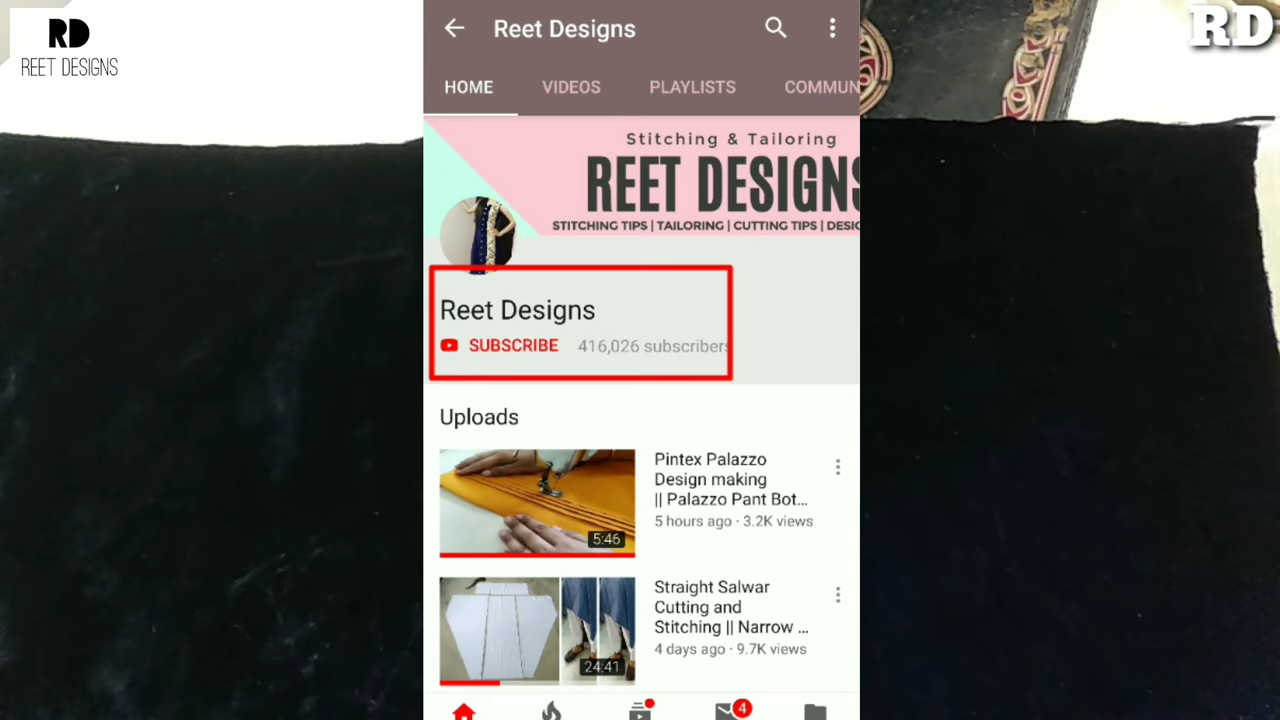 RD
REET DESIGNS
RD
Reet Designs
HOME VIDEOS PLAYLISTS COMMUN
Stitching & Tailoring
REET DESIGNS
STITCHING TIPS | TAILORING | CUTTING TIPS | DESIG
Reet Designs
SUBSCRIBE 416,026 subscribers
Uploads
Pintex Palazzo
Design making
|| Palazzo Pant Bot...
5 hours ago · 3.2K views
5:46
Straight Salwar
Cutting and
Stitching || Narrow ...
4 days ago · 9.7K views
24:41
4